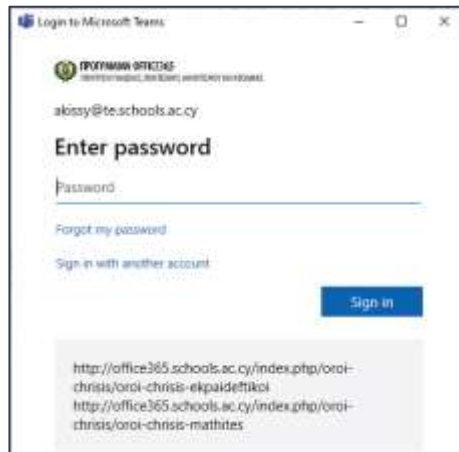 Login to Microsoft Teams
ΠΡΟΓΡΑΜΜΑ OFFICE365
akissy@te.schools.ac.cy
Enter password
Password
Forgot my password
Sign in with another account
Sign in
http://office365.schools.ac.cy/index.php/oroi-
chrisis/oroi-chrisis-ekpaideftikoi
http://office365.schools.ac.cy/index.php/oroi-
chrisis/oroi-chrisis-mathites